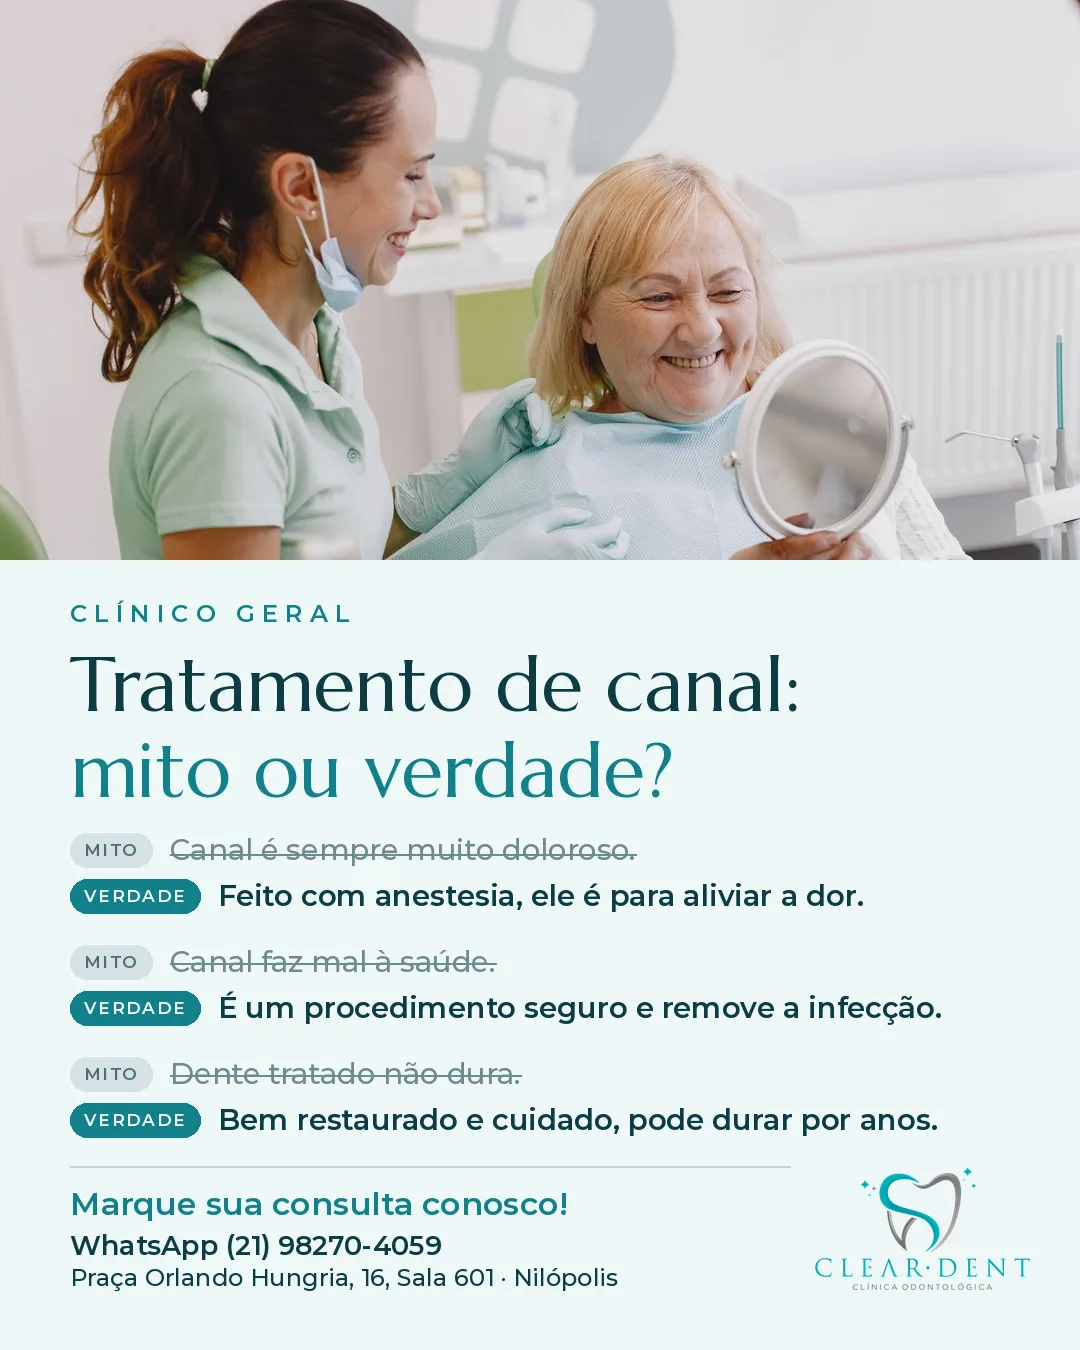 CLÍNICO GERAL
Tratamento de canal:
mito ou verdade?
MITO Canal é sempre muito doloroso.
VERDADE Feito com anestesia, ele é para aliviar a dor.
MITO Canal faz mal à saúde.
VERDADE É um procedimento seguro e remove a infecção.
MITO Dente tratado não dura.
VERDADE Bem restaurado e cuidado, pode durar por anos.
Marque sua consulta conosco!
WhatsApp (21) 98270-4059
Praça Orlando Hungria, 16, Sala 601 · Nilópolis
CLEAR·DENT
CLÍNICA ODONTOLÓGICA